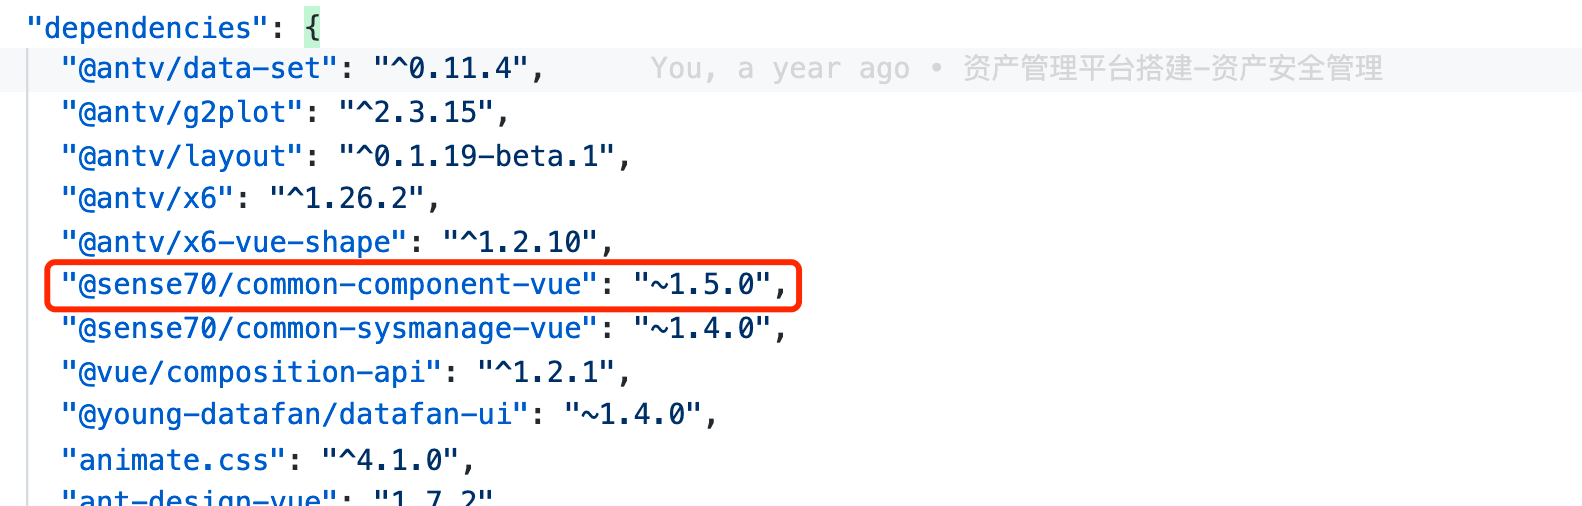 "dependencies": {
"@antv/data-set": "^0.11.4", You, a year ago • 资产管理平台搭建-资产安全管理
"@antv/g2plot": "^2.3.15",
"@antv/layout": "^0.1.19-beta.1",
"@antv/x6": "^1.26.2",
"@antv/x6-vue-shape": "^1.2.10",
"@sense70/common-component-vue": "~1.5.0",
"@sense70/common-sysmanage-vue": "~1.4.0",
"@vue/composition-api": "^1.2.1",
"@young-datafan/datafan-ui": "~1.4.0",
"animate.css": "^4.1.0",
"ant-design-vue": "1.7.2"